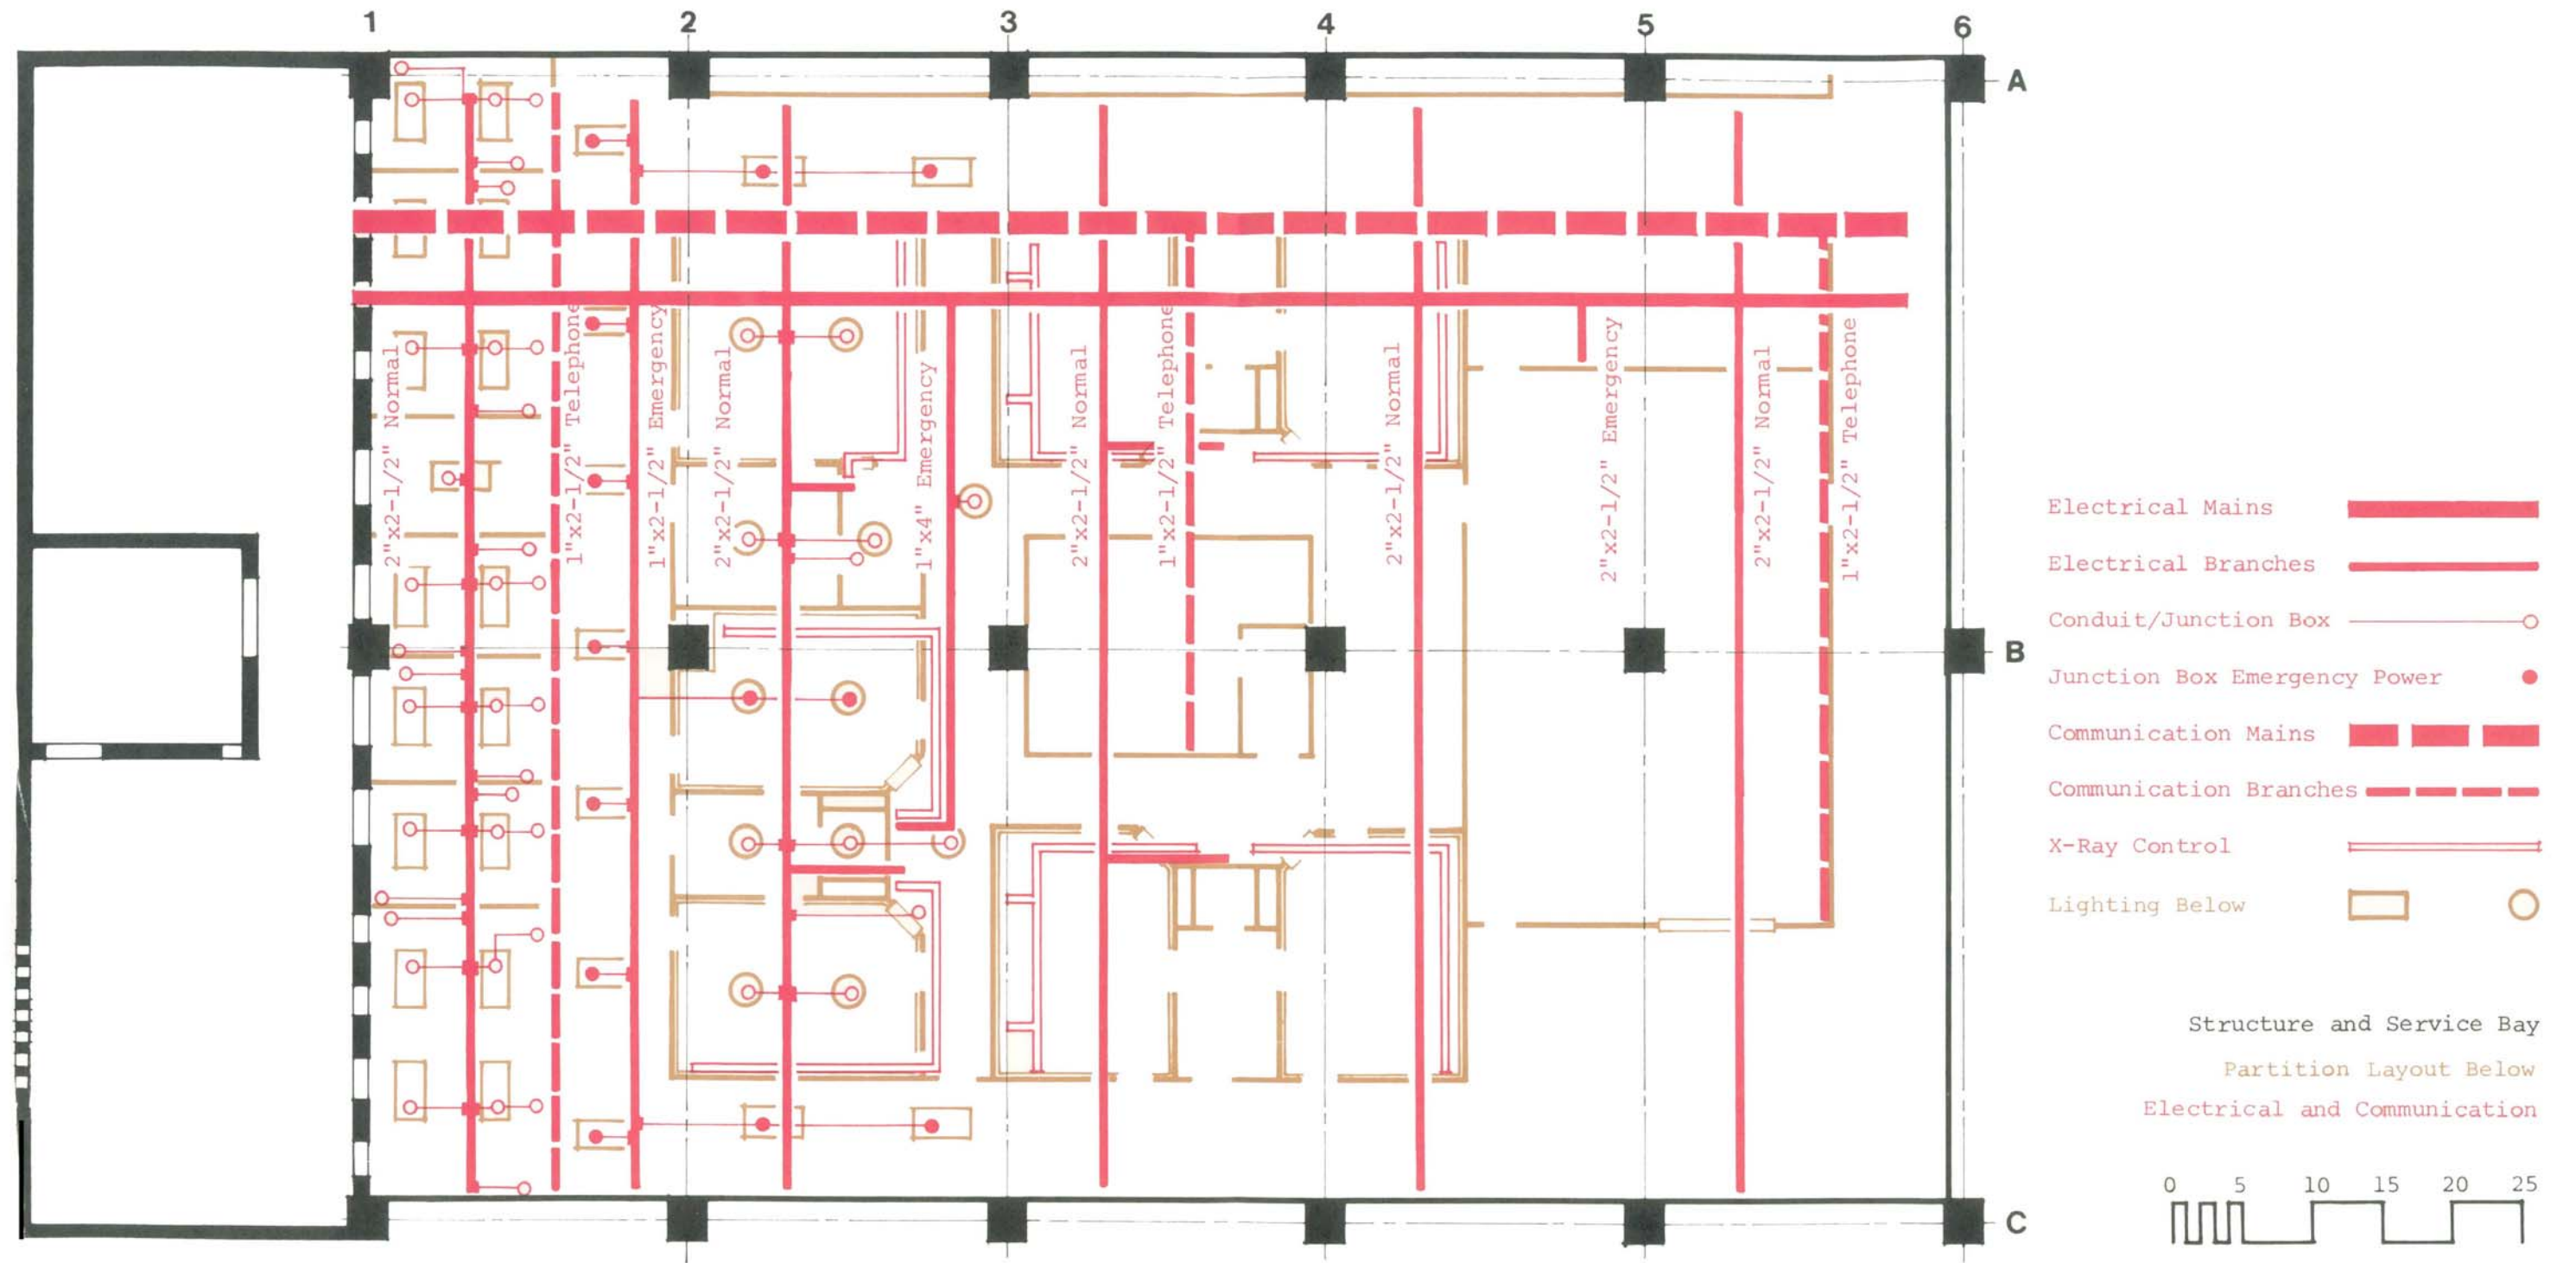 1 2 3 4 5 6
A
2"x2-1/2" Normal
1"x2-1/2" Telephone
1"x2-1/2" Emergency
2"x2-1/2" Normal
1"x4" Emergency
2"x2-1/2" Normal
1"x2-1/2" Telephone
2"x2-1/2" Normal
2"x2-1/2" Emergency
2"x2-1/2" Normal
1"x2-1/2" Telephone
B
C
Electrical Mains
Electrical Branches
Conduit/Junction Box
Junction Box Emergency Power
Communication Mains
Communication Branches
X-Ray Control
Lighting Below
Structure and Service Bay
Partition Layout Below
Electrical and Communication
0 5 10 15 20 25